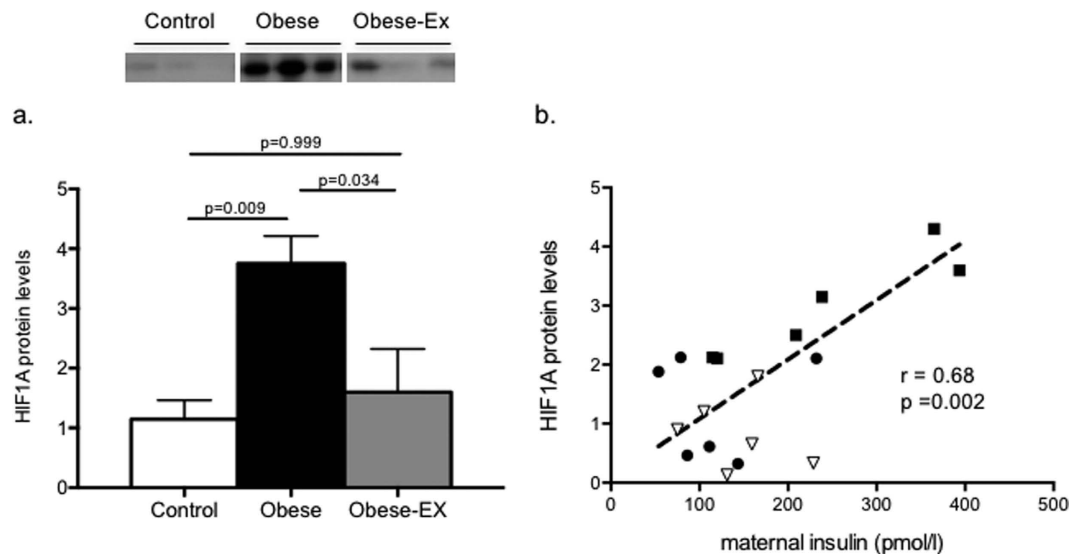 Control Obese Obese-Ex
a.
p=0.999
p=0.034
p=0.009
HIF1A protein levels
5
4
3
2
1
0
Control Obese Obese-EX
b.
HIF1A protein levels
5
4
3
2
1
0
r = 0.68
p =0.002
0 100 200 300 400 500
maternal insulin (pmol/l)